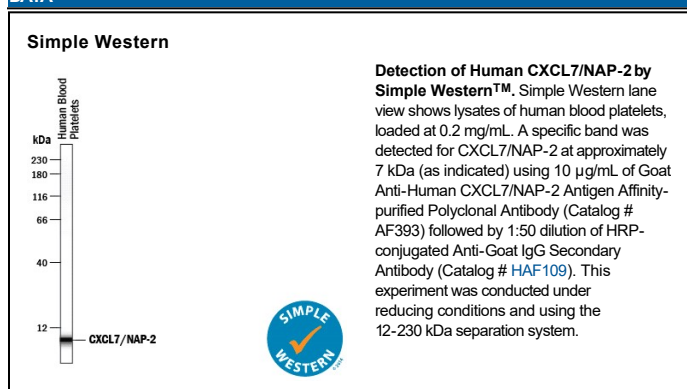 Simple Western
Human Blood
Platelets
kDa
230
180
116
66
40
12
CXCL7/NAP-2
SIMPLE
WESTERN
Detection of Human CXCL7/NAP-2 by
Simple Western™. Simple Western lane
view shows lysates of human blood platelets,
loaded at 0.2 mg/mL. A specific band was
detected for CXCL7/NAP-2 at approximately
7 kDa (as indicated) using 10 µg/mL of Goat
Anti-Human CXCL7/NAP-2 Antigen Affinity-
purified Polyclonal Antibody (Catalog #
AF393) followed by 1:50 dilution of HRP-
conjugated Anti-Goat IgG Secondary
Antibody (Catalog # HAF109). This
experiment was conducted under
reducing conditions and using the
12-230 kDa separation system.